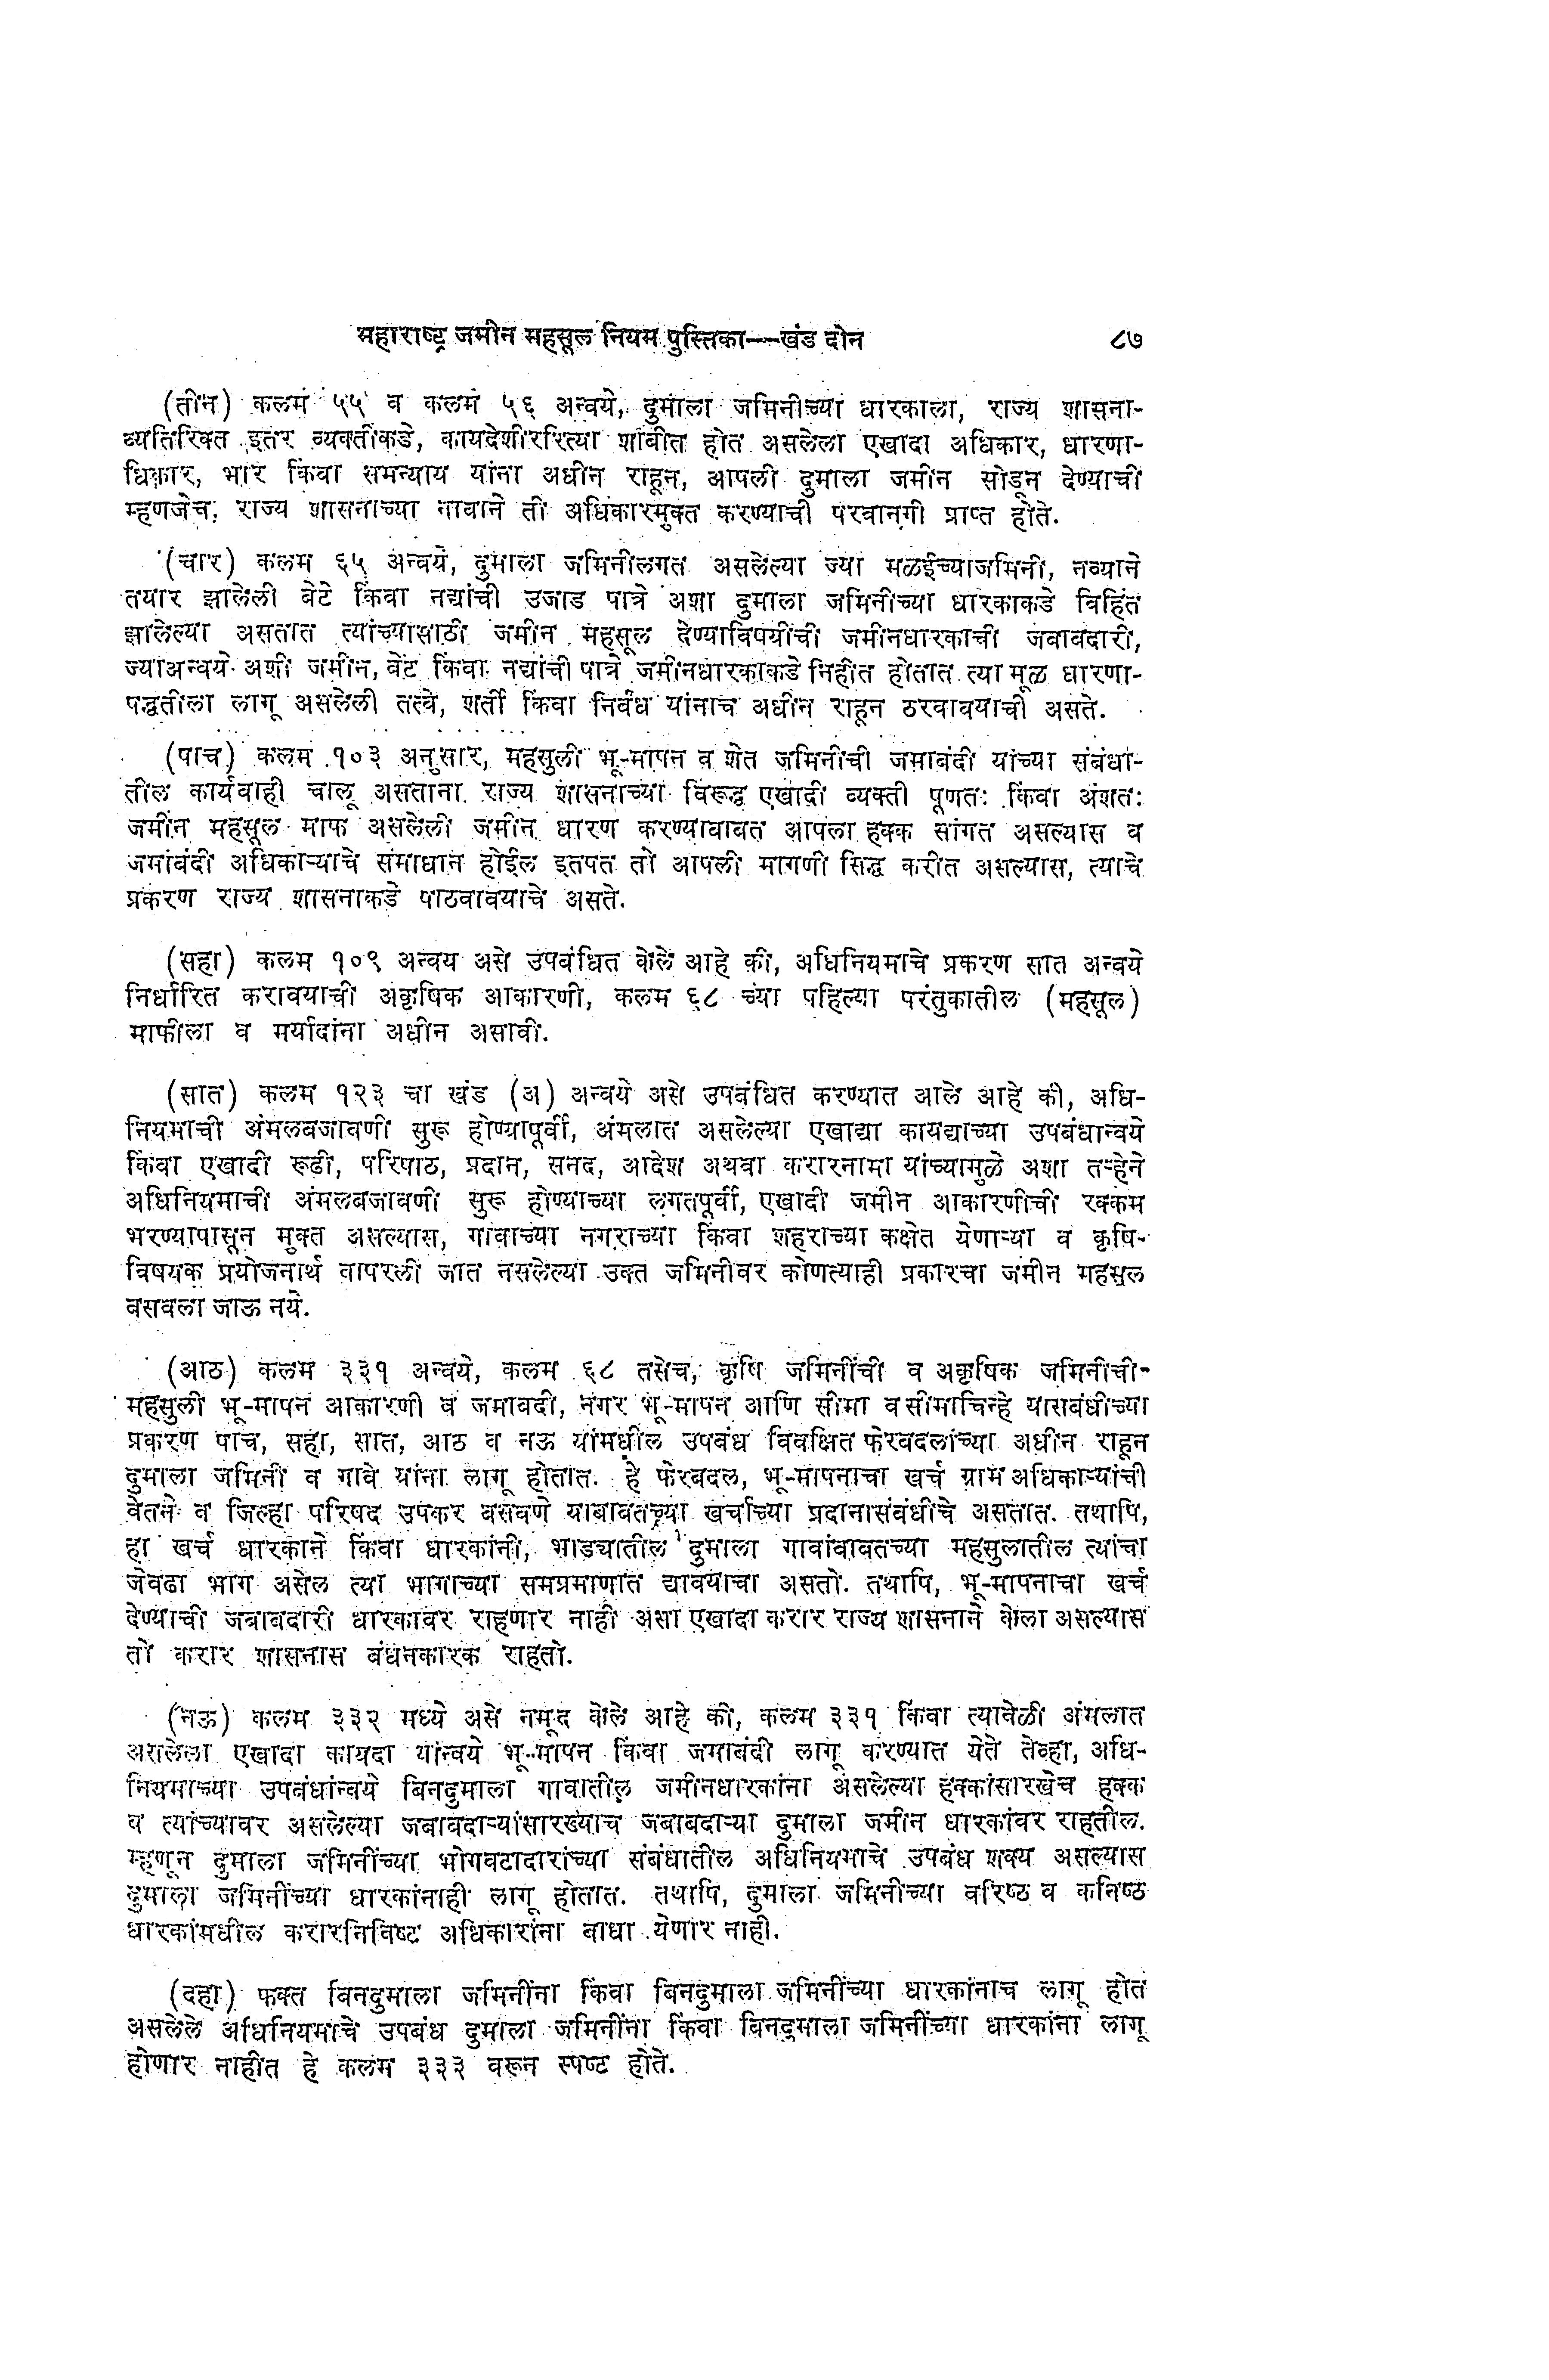 महाराष्ट्र जमीन महसूल नियम पुस्तिका—खंड दोन ८७
(तीन) कलम ५५ व कलम ५६ अन्वये, दुमाला जमिनीच्या धारकाला, राज्य शासना-
व्यतिरिक्त इतर व्यक्तींकडे, कायदेशीररित्या शाबीत होत असलेला एखादा अधिकार, धारणा-
धिकार, भार किंवा समन्याय यांना अधीन राहून, आपली दुमाला जमीन सोडून देण्याची
म्हणजेच, राज्य शासनाच्या नावाने ती अधिकारमुक्त करण्याची परवानगी प्राप्त होते.
(चार) कलम ६५ अन्वये, दुमाला जमिनीलगत असलेल्या ज्या मळईच्याजमिनी, नव्याने
तयार झालेली बेटे किंवा नद्यांची उजाड पात्रे अशा दुमाला जमिनीच्या धारकाकडे विहित
झालेल्या असतात त्यांच्यासाठी जमीन महसूल देण्याविषयीची जमीनधारकाची जबाबदारी,
ज्याअन्वये अशी जमीन, बेट किंवा नद्यांची पात्रे जमीनधारकाकडे निहीत होतात त्या मूळ धारणा-
पद्धतीला लागू असलेली तत्वे, शर्ती किंवा निर्बंध यांनाच अधीन राहून ठरवावयाची असते.
(पाच) कलम १०३ अनुसार, महसुली भू-मापन व शेत जमिनीची जमाबंदी यांच्या संबंधा-
तील कार्यवाही चालू असताना राज्य शासनाच्या विरूद्ध एखादी व्यक्ती पूणतः किंवा अंशतः
जमीन महसूल माफ असलेली जमीन धारण करण्याबाबत आपला हक्क सांगत असल्यास व
जमाबंदी अधिकाऱ्याचे समाधान होईल इतपत तो आपली मागणी सिद्ध करीत असल्यास, त्याचे
प्रकरण राज्य शासनाकडे पाठवावयाचे असते.
(सहा) कलम १०९ अन्वय असे उपबंधित केले आहे की, अधिनियमाचे प्रकरण सात अन्वये
निर्धारित करावयाची अकृषिक आकारणी, कलम ६८ च्या पहिल्या परंतुकातील (महसूल)
माफीला व मर्यादांना अधीन असावी.
(सात) कलम १२३ चा खंड (अ) अन्वये असे उपबंधित करण्यात आले आहे की, अधि-
नियमाची अंमलबजावणी सुरू होण्यापूर्वी, अंमलात असलेल्या एखाद्या कायद्याच्या उपबंधान्वये
किंवा एखादी रूढी, परिपाठ, प्रदान, सनद, आदेश अथवा करारनामा यांच्यामुळे अशा तऱ्हेने
अधिनियमाची अंमलबजावणी सुरू होण्याच्या लगतपूर्वी, एखादी जमीन आकारणीची रक्कम
भरण्यापासून मुक्त असल्यास, गावाच्या नगराच्या किंवा शहराच्या कक्षेत येणाऱ्या व कृषि-
विषयक प्रयोजनार्थ वापरली जात नसलेल्या उक्त जमिनीवर कोणत्याही प्रकारचा जमीन महसूल
बसवला जाऊ नये.
(आठ) कलम ३३१ अन्वये, कलम ६८ तसेच, कृषि जमिनींची व अकृषिक जमिनीची-
महसुली भू-मापन आकारणी व जमाबदी, नगर भू-मापन आणि सीमा व सीमाचिन्हे यासबंधीच्या
प्रकरण पाच, सहा, सात, आठ व नऊ यांमधील उपबंध विवक्षित फेरबदलांच्या अधीन राहून
दुमाला जमिनी व गावे यांना लागू होतात. हे फेरबदल, भू-मापनाचा खर्च ग्राम अधिकाऱ्यांची
वेतने व जिल्हा परिषद उपकर बसवणे याबाबतच्या खर्चाच्या प्रदानासंबंधीचे असतात. तथापि,
हा खर्च धारकाने किंवा धारकांनी, भाड्यातील दुमाला गावांबाबतच्या महसुलातील त्यांचा
जेवढा भाग असेल त्या भागाच्या समप्रमाणात द्यावयाचा असतो. तथापि, भू-मापनाचा खर्च
देण्याची जबाबदारी धारकावर राहणार नाही असा एखादा करार राज्य शासनाने केला असल्यास
तो करार शासनास बंधनकारक राहतो.
(नऊ) कलम ३३२ मध्ये असे नमूद केले आहे की, कलम ३३१ किंवा त्यावेळी अंमलात
असलेला एखादा कायदा यांन्वये भू-मापन किंवा जमाबंदी लागू करण्यात येते तेव्हा, अधि-
नियमाच्या उपबंधांन्वये बिनदुमाला गावातील जमीनधारकांना असलेल्या हक्कांसारखेच हक्क
व त्यांच्यावर असलेल्या जबाबदाऱ्यांसारख्याच जबाबदाऱ्या दुमाला जमीन धारकांवर राहतील.
म्हणून दुमाला जमिनींच्या भोगवटादारांच्या संबंधातील अधिनियमाचे उपबंध शक्य असल्यास
दुमाला जमिनींच्या धारकांनाही लागू होतात. तथापि, दुमाला जमिनीच्या वरिष्ठ व कनिष्ठ
धारकांमधील करारनिविष्ट अधिकारांना बाधा येणार नाही.
(दहा) फक्त बिनदुमाला जमिनींना किंवा बिनदुमाला जमिनींच्या धारकांनाच लागू होत
असलेले अधिनियमाचे उपबंध दुमाला जमिनींना किंवा बिनदुमाला जमिनींच्या धारकांना लागू
होणार नाहीत हे कलम ३३३ वरून स्पष्ट होते.